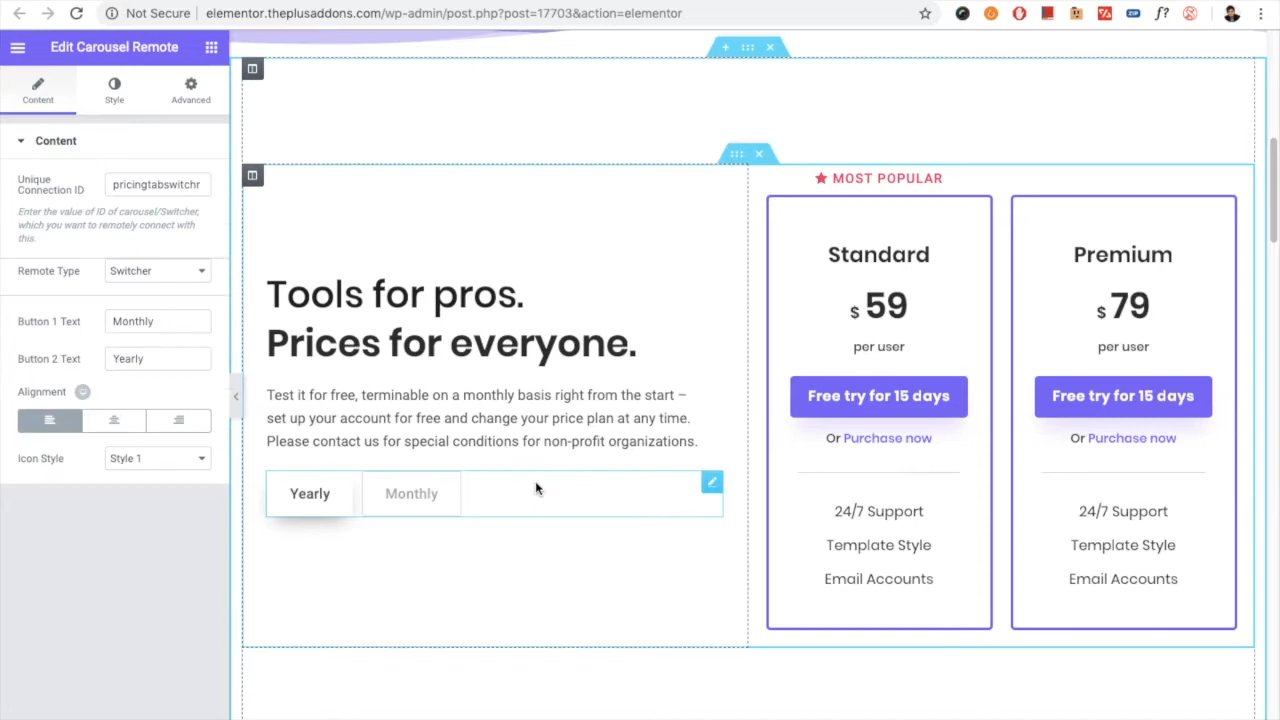 Not Secure
elementor.theplusaddons.com/wp-admin/post.php?post=17703&action=elementor
ZIP
f?
Edit Carousel Remote
Content
Style
Advanced
Content
Unique
Connection ID
pricingtabswitchr
Enter the value of ID of carousel/Switcher,
which you want to remotely connect with
this.
Remote Type
Switcher
Button 1 Text
Monthly
Button 2 Text
Yearly
Alignment
Icon Style
Style 1
Tools for pros.
Prices for everyone.
Test it for free, terminable on a monthly basis right from the start –
set up your account for free and change your price plan at any time.
Please contact us for special conditions for non-profit organizations.
Yearly
Monthly
MOST POPULAR
Standard
$ 59
per user
Free try for 15 days
Or Purchase now
24/7 Support
Template Style
Email Accounts
Premium
$ 79
per user
Free try for 15 days
Or Purchase now
24/7 Support
Template Style
Email Accounts